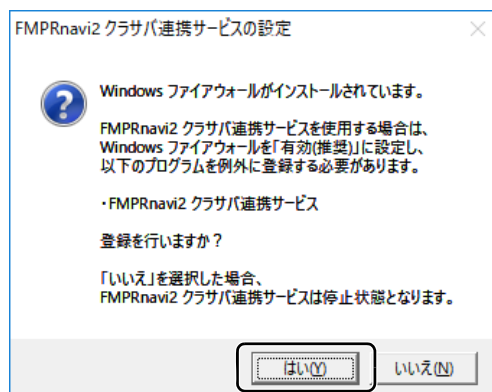 FMPRnavi2 クラサバ連携サービスの設定
Windows ファイアウォールがインストールされています。
FMPRnavi2 クラサバ連携サービスを使用する場合は、
Windows ファイアウォールを「有効(推奨)」に設定し、
以下のプログラムを例外に登録する必要があります。
・FMPRnavi2 クラサバ連携サービス
登録を行いますか？
「いいえ」を選択した場合、
FMPRnavi2 クラサバ連携サービスは停止状態となります。
はい(Y) いいえ(N)